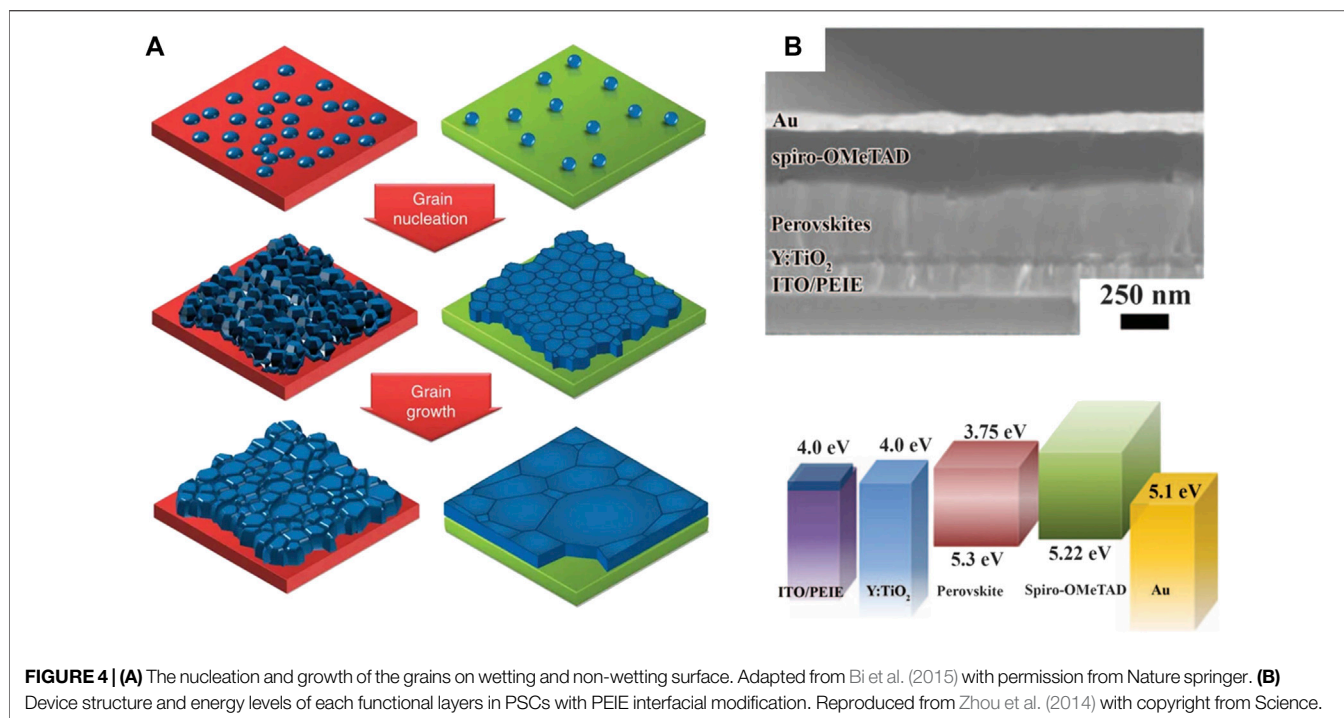 A
Grain
nucleation
Grain
growth
B
Au
spiro-OMeTAD
Perovskites
Y:TiO₂
ITO/PEIE
250 nm
4.0 eV
4.0 eV
3.75 eV
5.1 eV
5.3 eV
5.22 eV
ITO/PEIE
Y:TiO₂
Perovskite
Spiro-OMeTAD
Au
FIGURE 4 | (A) The nucleation and growth of the grains on wetting and non-wetting surface. Adapted from Bi et al. (2015) with permission from Nature springer. (B)
Device structure and energy levels of each functional layers in PSCs with PEIE interfacial modification. Reproduced from Zhou et al. (2014) with copyright from Science.